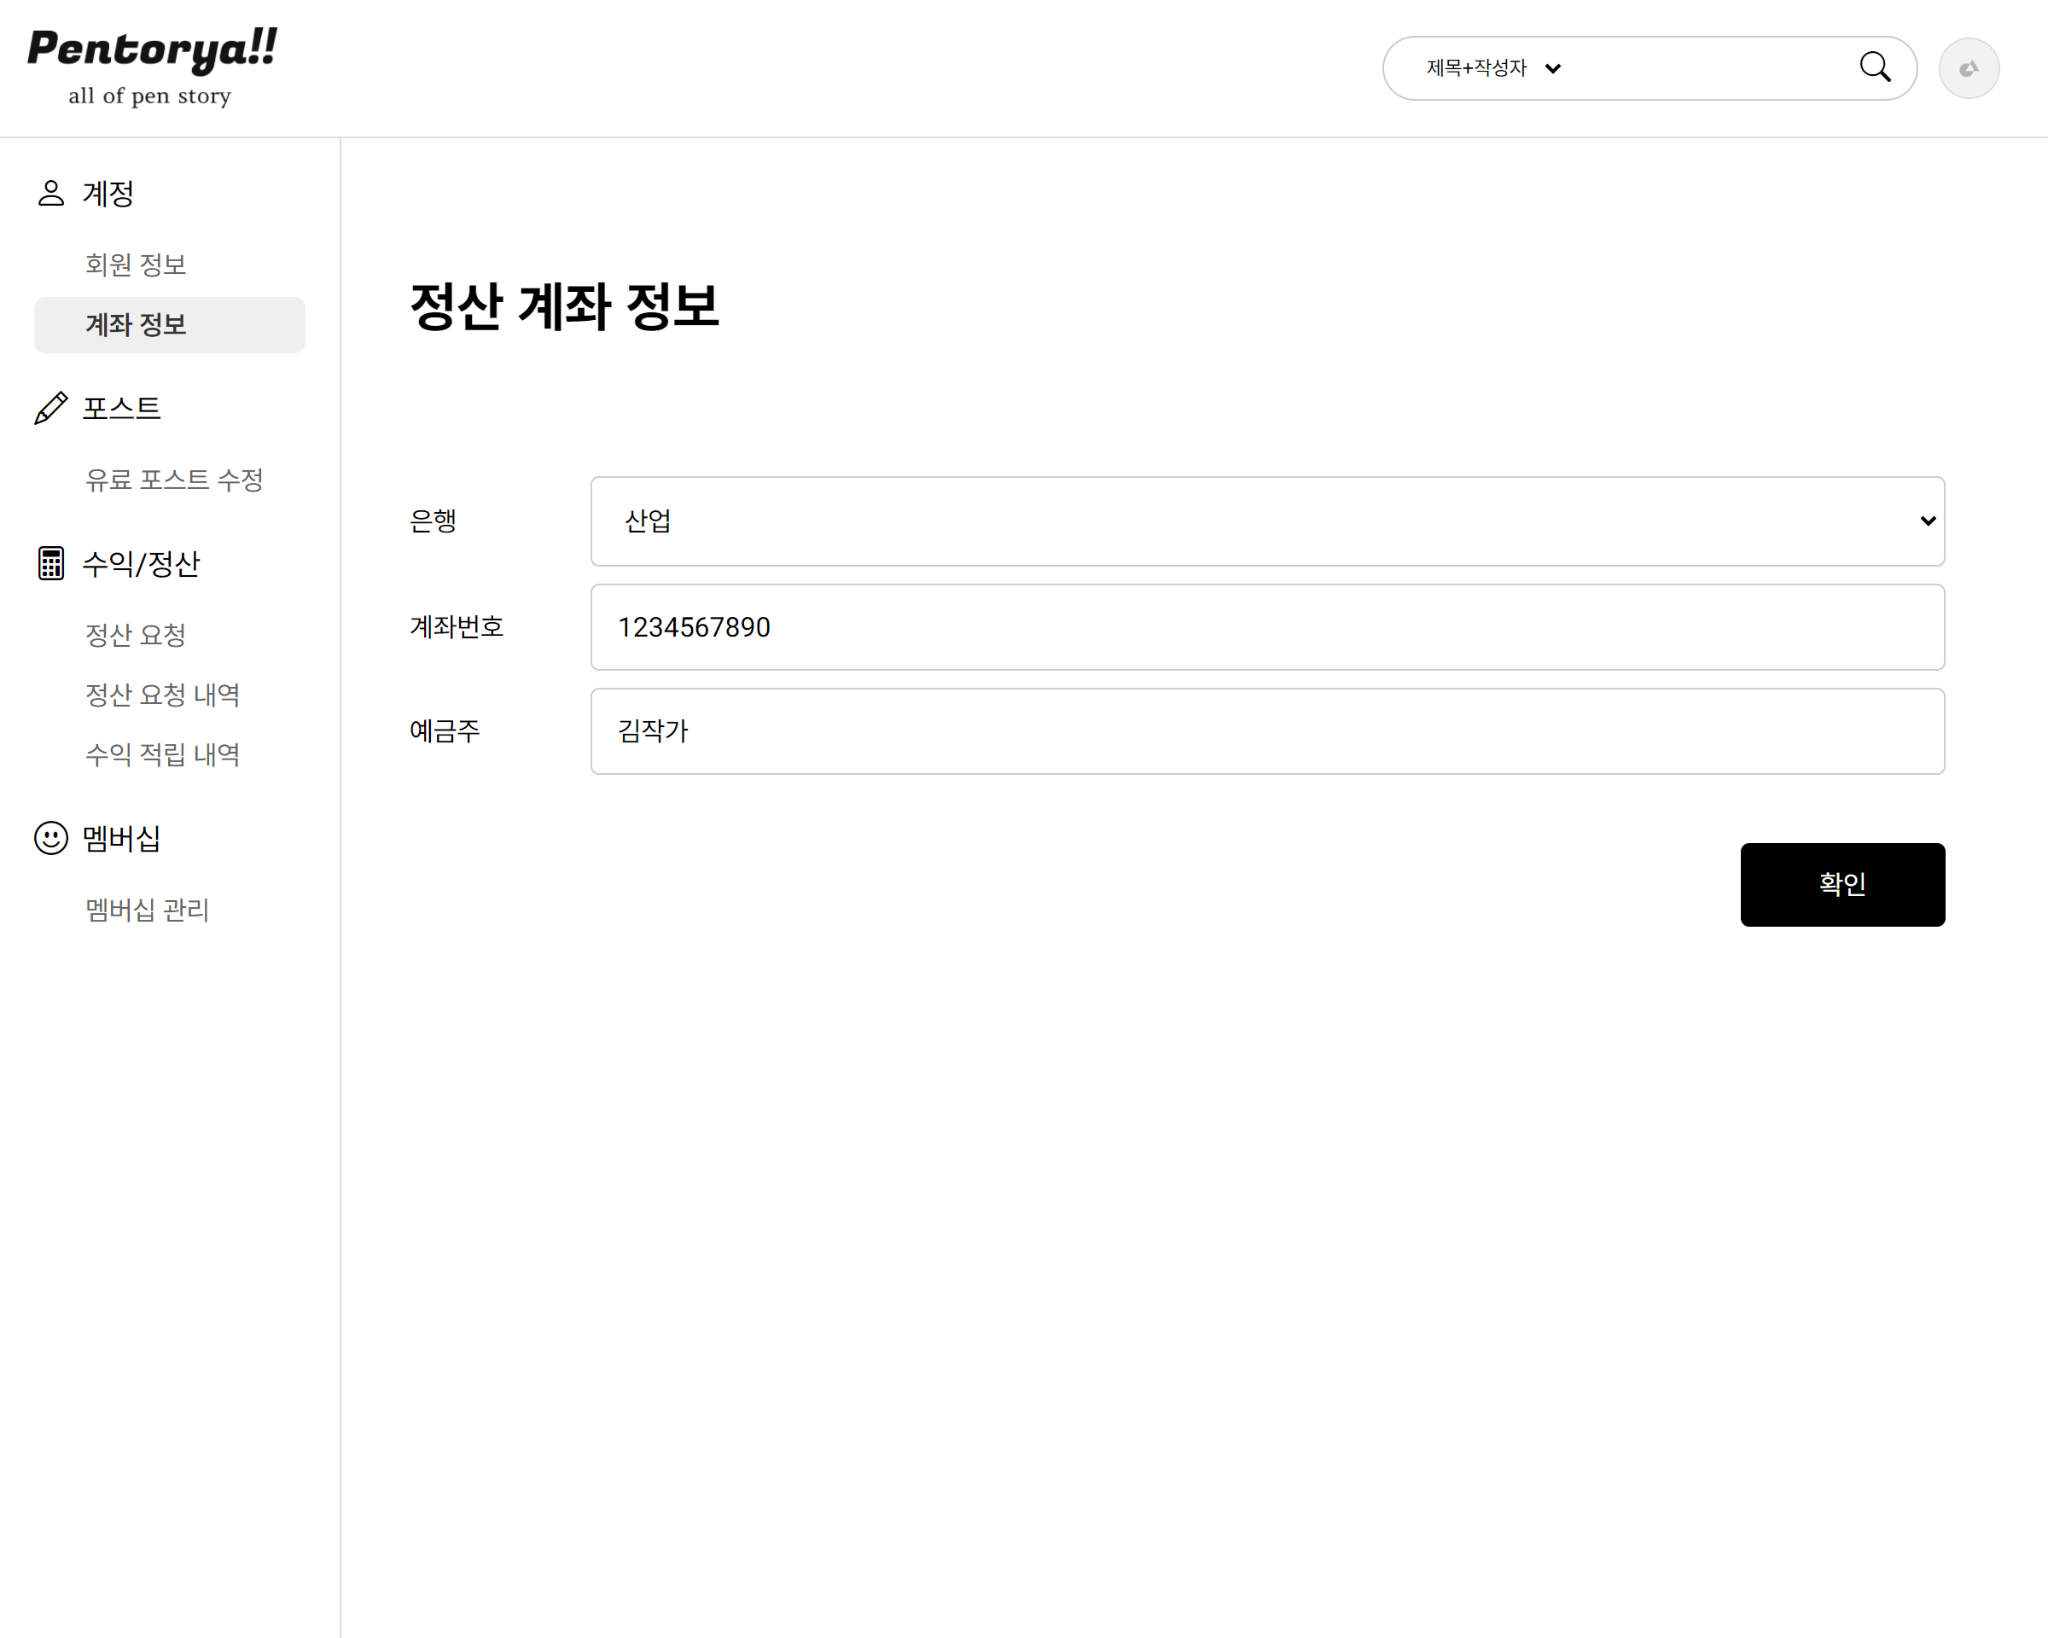 Pentorya!!
all of pen story
제목+작성자
계정
회원 정보
계좌 정보
포스트
유료 포스트 수정
수익/정산
정산 요청
정산 요청 내역
수익 적립 내역
멤버십
멤버십 관리
정산 계좌 정보
은행
산업
계좌번호
1234567890
예금주
김작가
확인